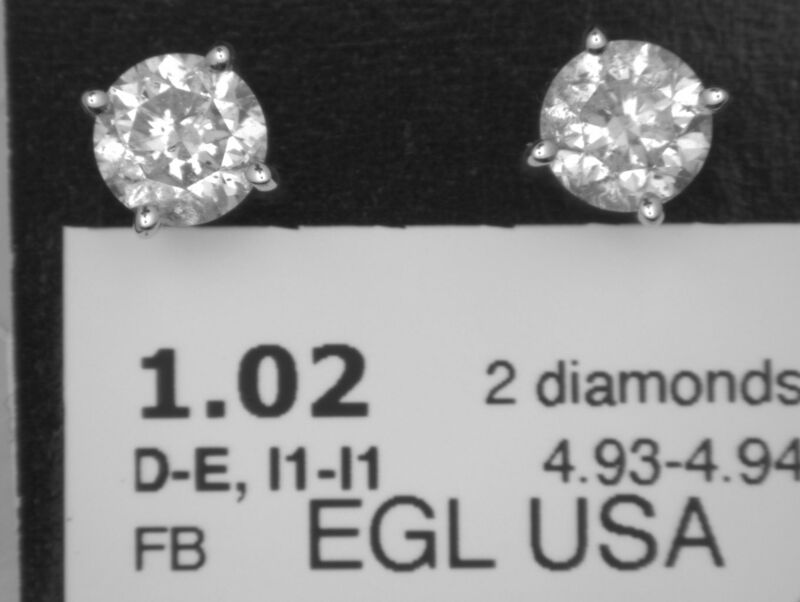 1.02 2 diamonds
D-E, I1-I1 4.93-4.94
FB EGL USA